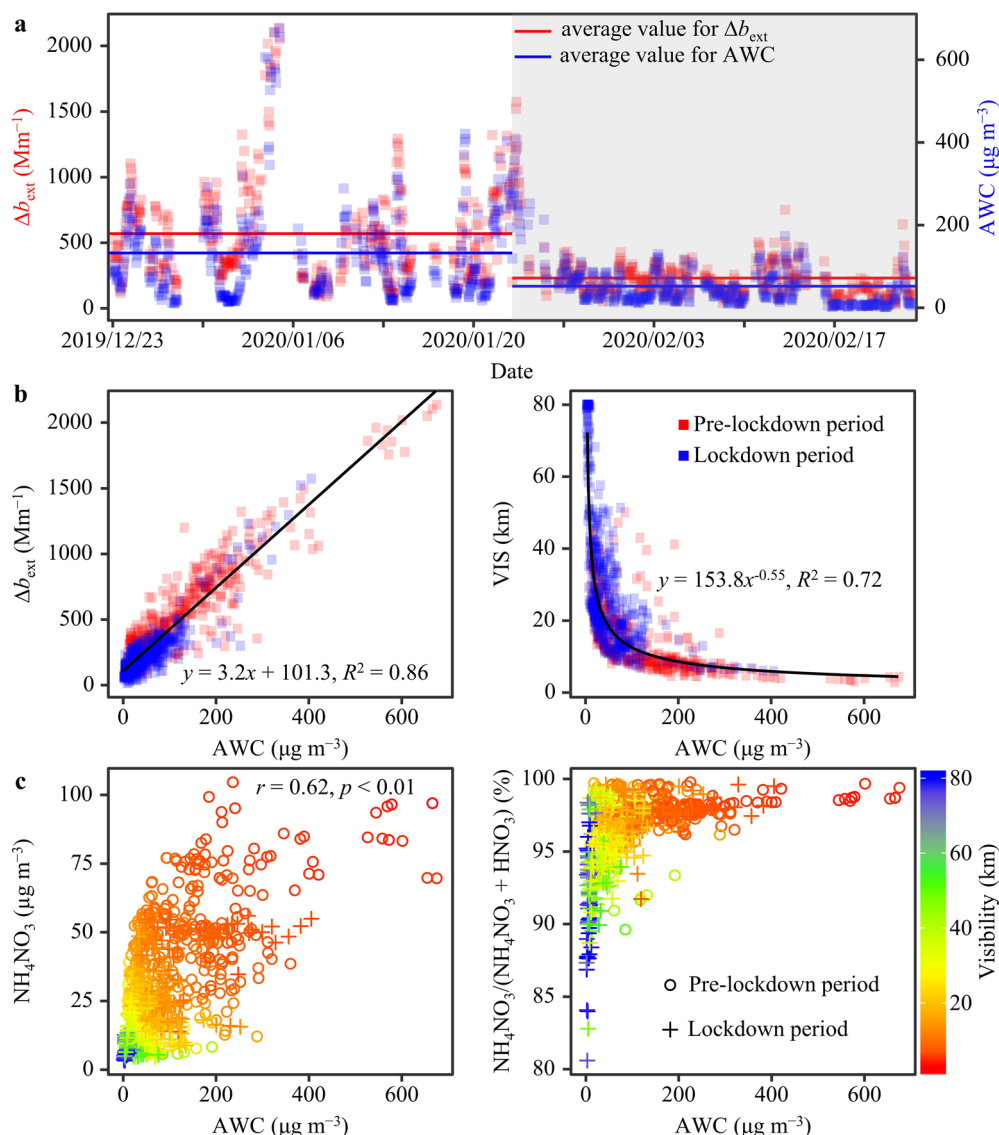 a
average value for Δb_ext
average value for AWC
2000
1500
1000
500
0
Δb_ext (Mm⁻¹)
600
400
200
0
AWC (μg m⁻³)
2019/12/23
2020/01/06
2020/01/20
2020/02/03
2020/02/17
Date
b
2000
1500
1000
500
0
Δb_ext (Mm⁻¹)
y = 3.2x + 101.3, R² = 0.86
0
200
400
600
AWC (μg m⁻³)
80
60
40
20
0
VIS (km)
Pre-lockdown period
Lockdown period
y = 153.8x⁻⁰·⁵⁵, R² = 0.72
0
200
400
600
AWC (μg m⁻³)
c
100
75
50
25
0
NH₄NO₃ (μg m⁻³)
r = 0.62, p < 0.01
0
200
400
600
AWC (μg m⁻³)
100
95
90
85
80
NH₄NO₃/(NH₄NO₃ + HNO₃) (%)
Pre-lockdown period
Lockdown period
0
200
400
600
AWC (μg m⁻³)
80
60
40
20
Visibility (km)